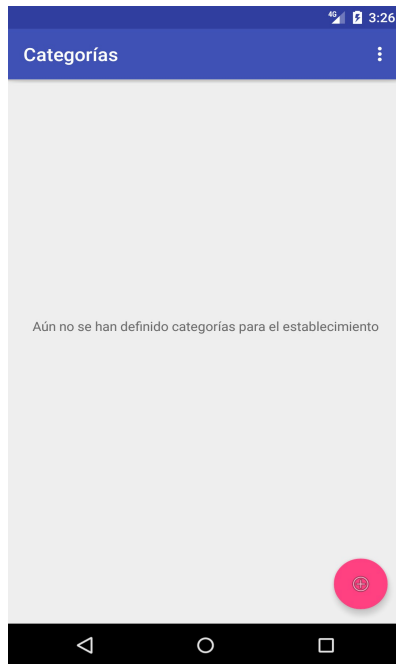 4G 3:26
Categorías
Aún no se han definido categorías para el establecimiento